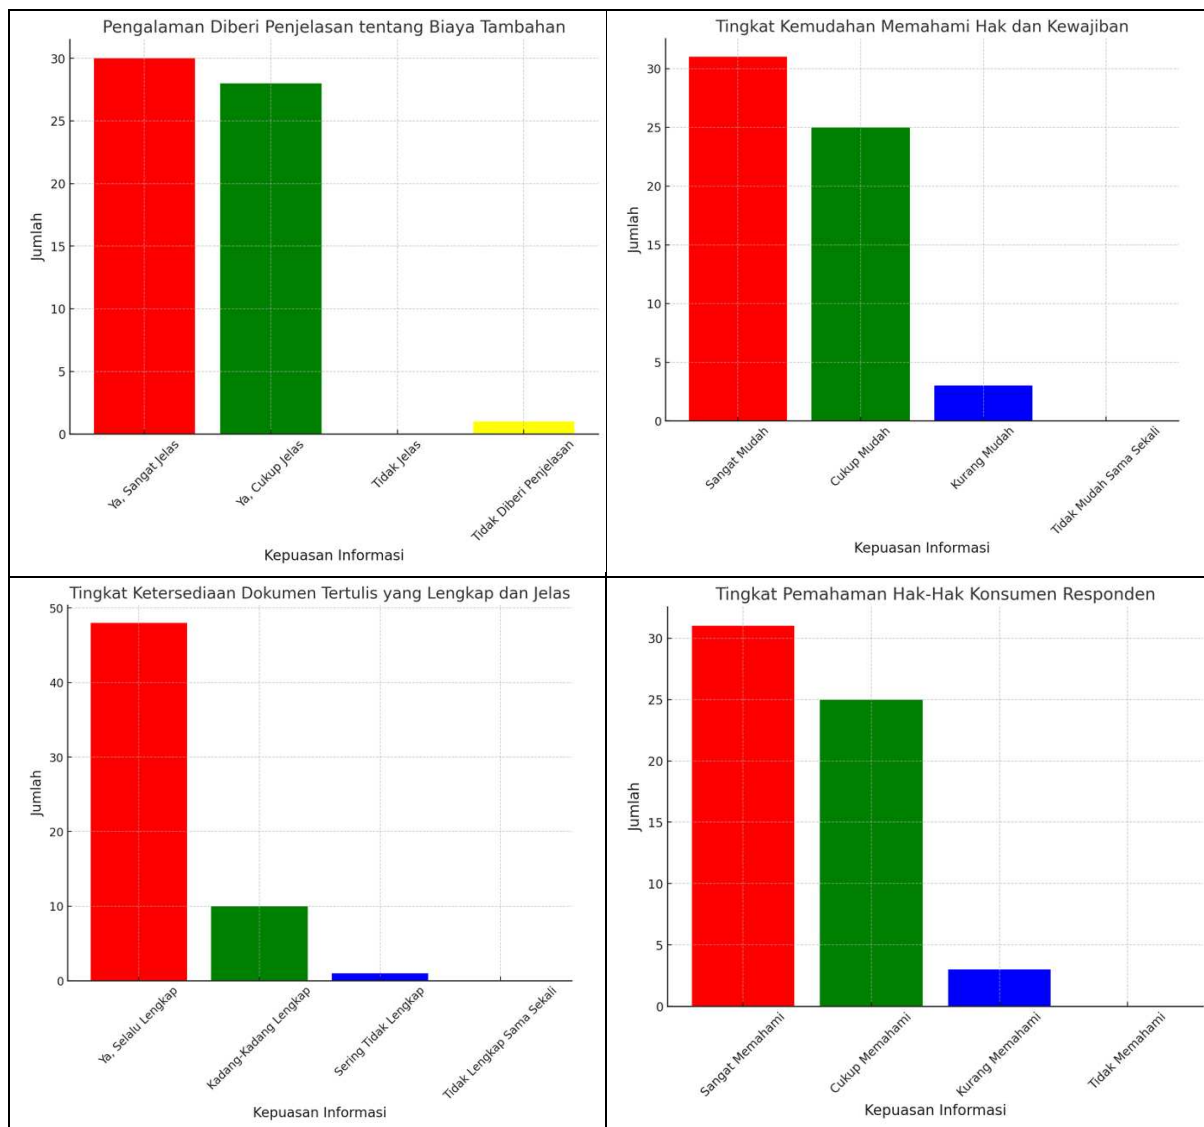 Pengalaman Diberi Penjelasan tentang Biaya Tambahan
30
25
20
15
10
5
0
Jumlah
Ya, Sangat Jelas
Ya, Cukup Jelas
Tidak Jelas
Tidak Diberi Penjelasan
Kepuasan Informasi
Tingkat Kemudahan Memahami Hak dan Kewajiban
30
25
20
15
10
5
0
Jumlah
Sangat Mudah
Cukup Mudah
Kurang Mudah
Tidak Mudah Sama Sekali
Kepuasan Informasi
Tingkat Ketersediaan Dokumen Tertulis yang Lengkap dan Jelas
50
40
30
20
10
0
Jumlah
Ya, Selalu Lengkap
Kadang-Kadang Lengkap
Sering Tidak Lengkap
Tidak Lengkap Sama Sekali
Kepuasan Informasi
Tingkat Pemahaman Hak-Hak Konsumen Responden
30
25
20
15
10
5
0
Jumlah
Sangat Memahami
Cukup Memahami
Kurang Memahami
Tidak Memahami
Kepuasan Informasi